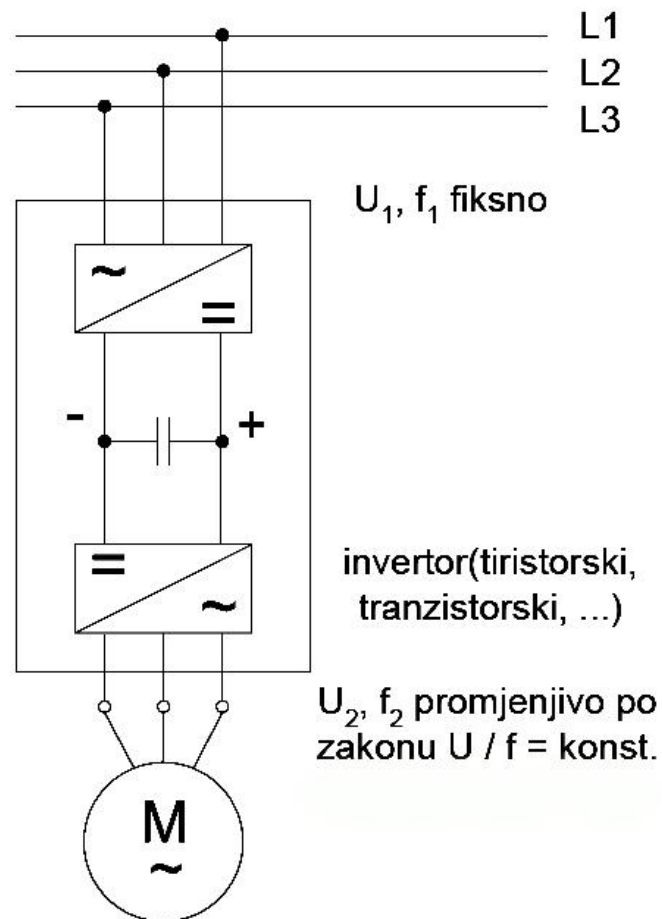 L1
L2
L3
U₁, f₁ fiksno
~
=
- +
=
~
invertor(tiristorski,
tranzistorski, ...)
U₂, f₂ promjenjivo po
zakonu U / f = konst.
M
~